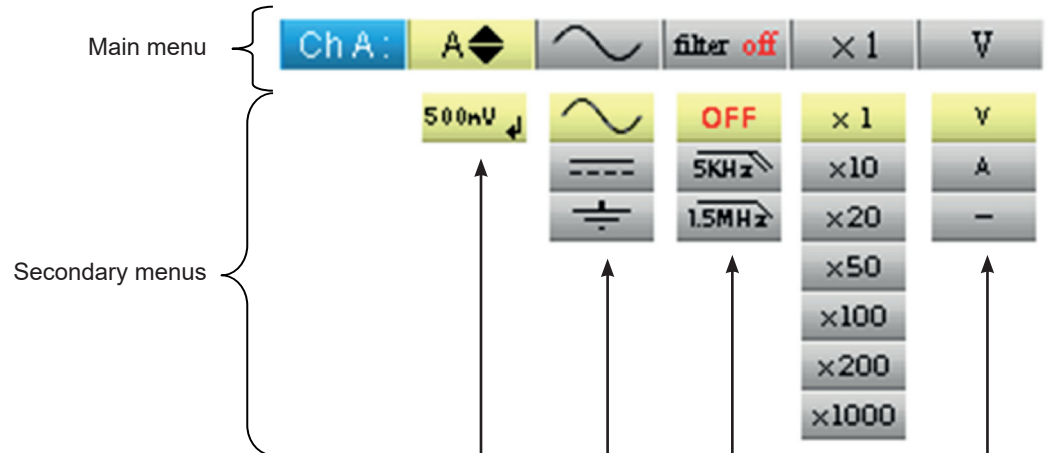 Main menu
Ch A: A filter off ×1 V
500mV OFF ×1 V
5KHz ×10 A
1.5MHz ×20 –
Secondary menus
×50
×100
×200
×1000